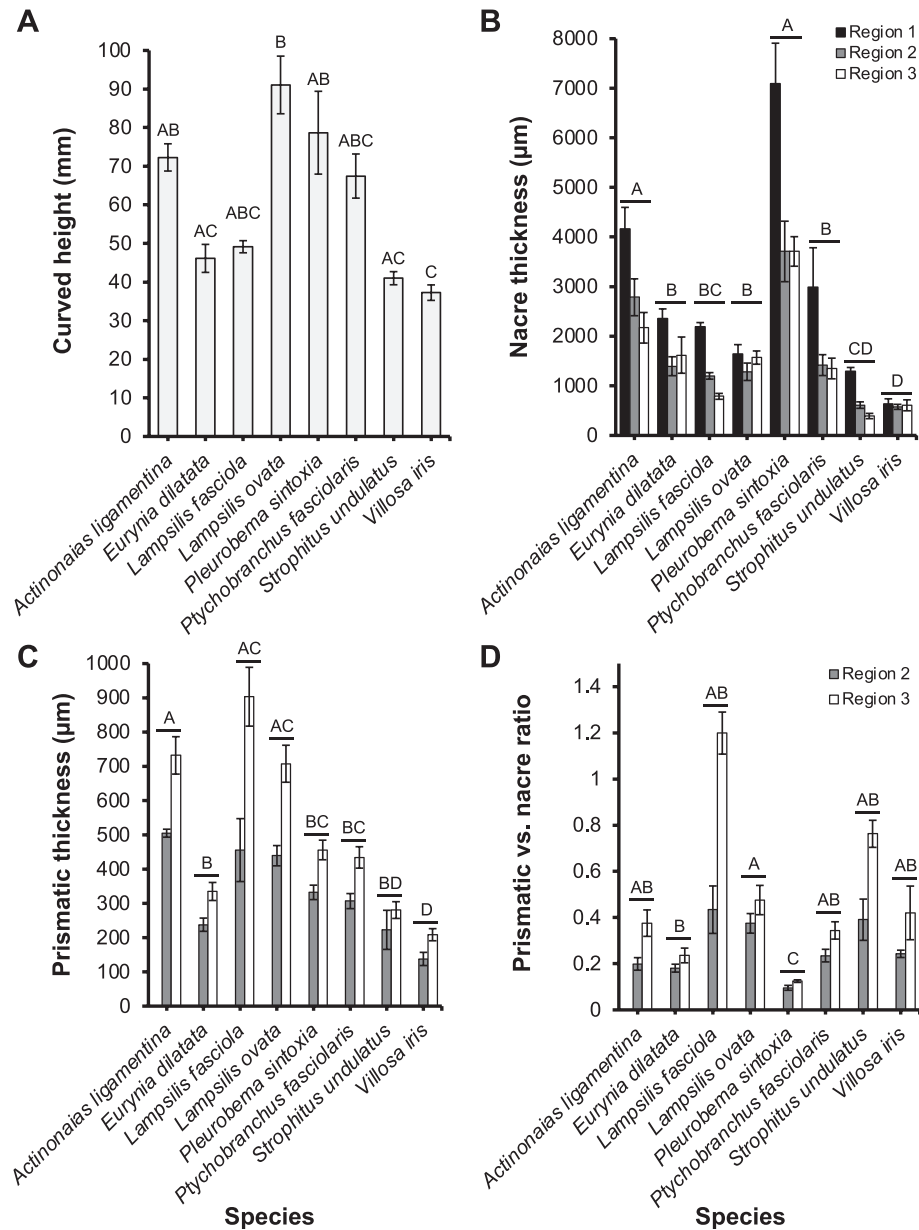 A
Curved height (mm)
100
90
80
70
60
50
40
30
20
10
0
AB
AC
ABC
B
AB
ABC
AC
C
Actinonaias ligamentina
Eurynia dilatata
Lampsilis fasciola
Lampsilis ovata
Pleurobema sintoxia
Ptychobranchus fasciolaris
Strophitus undulatus
Villosa iris
B
Nacre thickness (µm)
8000
7000
6000
5000
4000
3000
2000
1000
0
Region 1
Region 2
Region 3
A
B
BC
B
A
B
CD
D
Actinonaias ligamentina
Eurynia dilatata
Lampsilis fasciola
Lampsilis ovata
Pleurobema sintoxia
Ptychobranchus fasciolaris
Strophitus undulatus
Villosa iris
C
Prismatic thickness (µm)
1000
900
800
700
600
500
400
300
200
100
0
A
B
AC
AC
BC
BC
BD
D
Actinonaias ligamentina
Eurynia dilatata
Lampsilis fasciola
Lampsilis ovata
Pleurobema sintoxia
Ptychobranchus fasciolaris
Strophitus undulatus
Villosa iris
Species
D
Prismatic vs. nacre ratio
1.4
1.2
1
0.8
0.6
0.4
0.2
0
Region 2
Region 3
AB
B
AB
A
C
AB
AB
AB
Actinonaias ligamentina
Eurynia dilatata
Lampsilis fasciola
Lampsilis ovata
Pleurobema sintoxia
Ptychobranchus fasciolaris
Strophitus undulatus
Villosa iris
Species